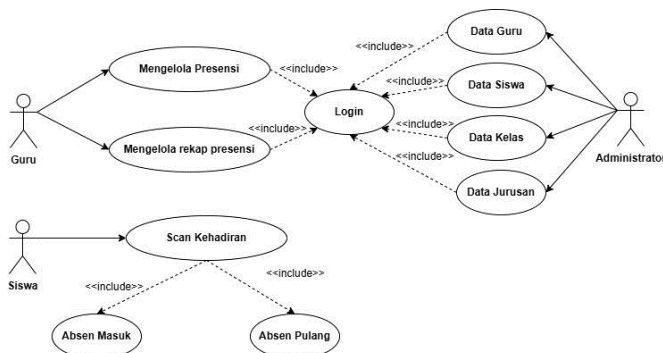 Data Guru
<<include>>
Mengelola Presensi
<<include>>
<<include>>
Data Siswa
Login
<<include>>
<<include>>
Data Kelas
Guru
Mengelola rekap presensi
<<include>>
Administrator
Data Jurusan
Scan Kehadiran
Siswa
<<include>>
<<include>>
Absen Masuk
Absen Pulang